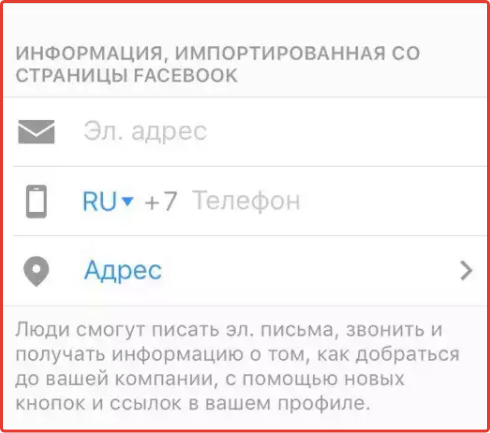 ИНФОРМАЦИЯ, ИМПОРТИРОВАННАЯ СО
СТРАНИЦЫ FACEBOOK
Эл. адрес
RU +7 Телефон
Адрес
Люди смогут писать эл. письма, звонить и
получать информацию о том, как добраться
до вашей компании, с помощью новых
кнопок и ссылок в вашем профиле.